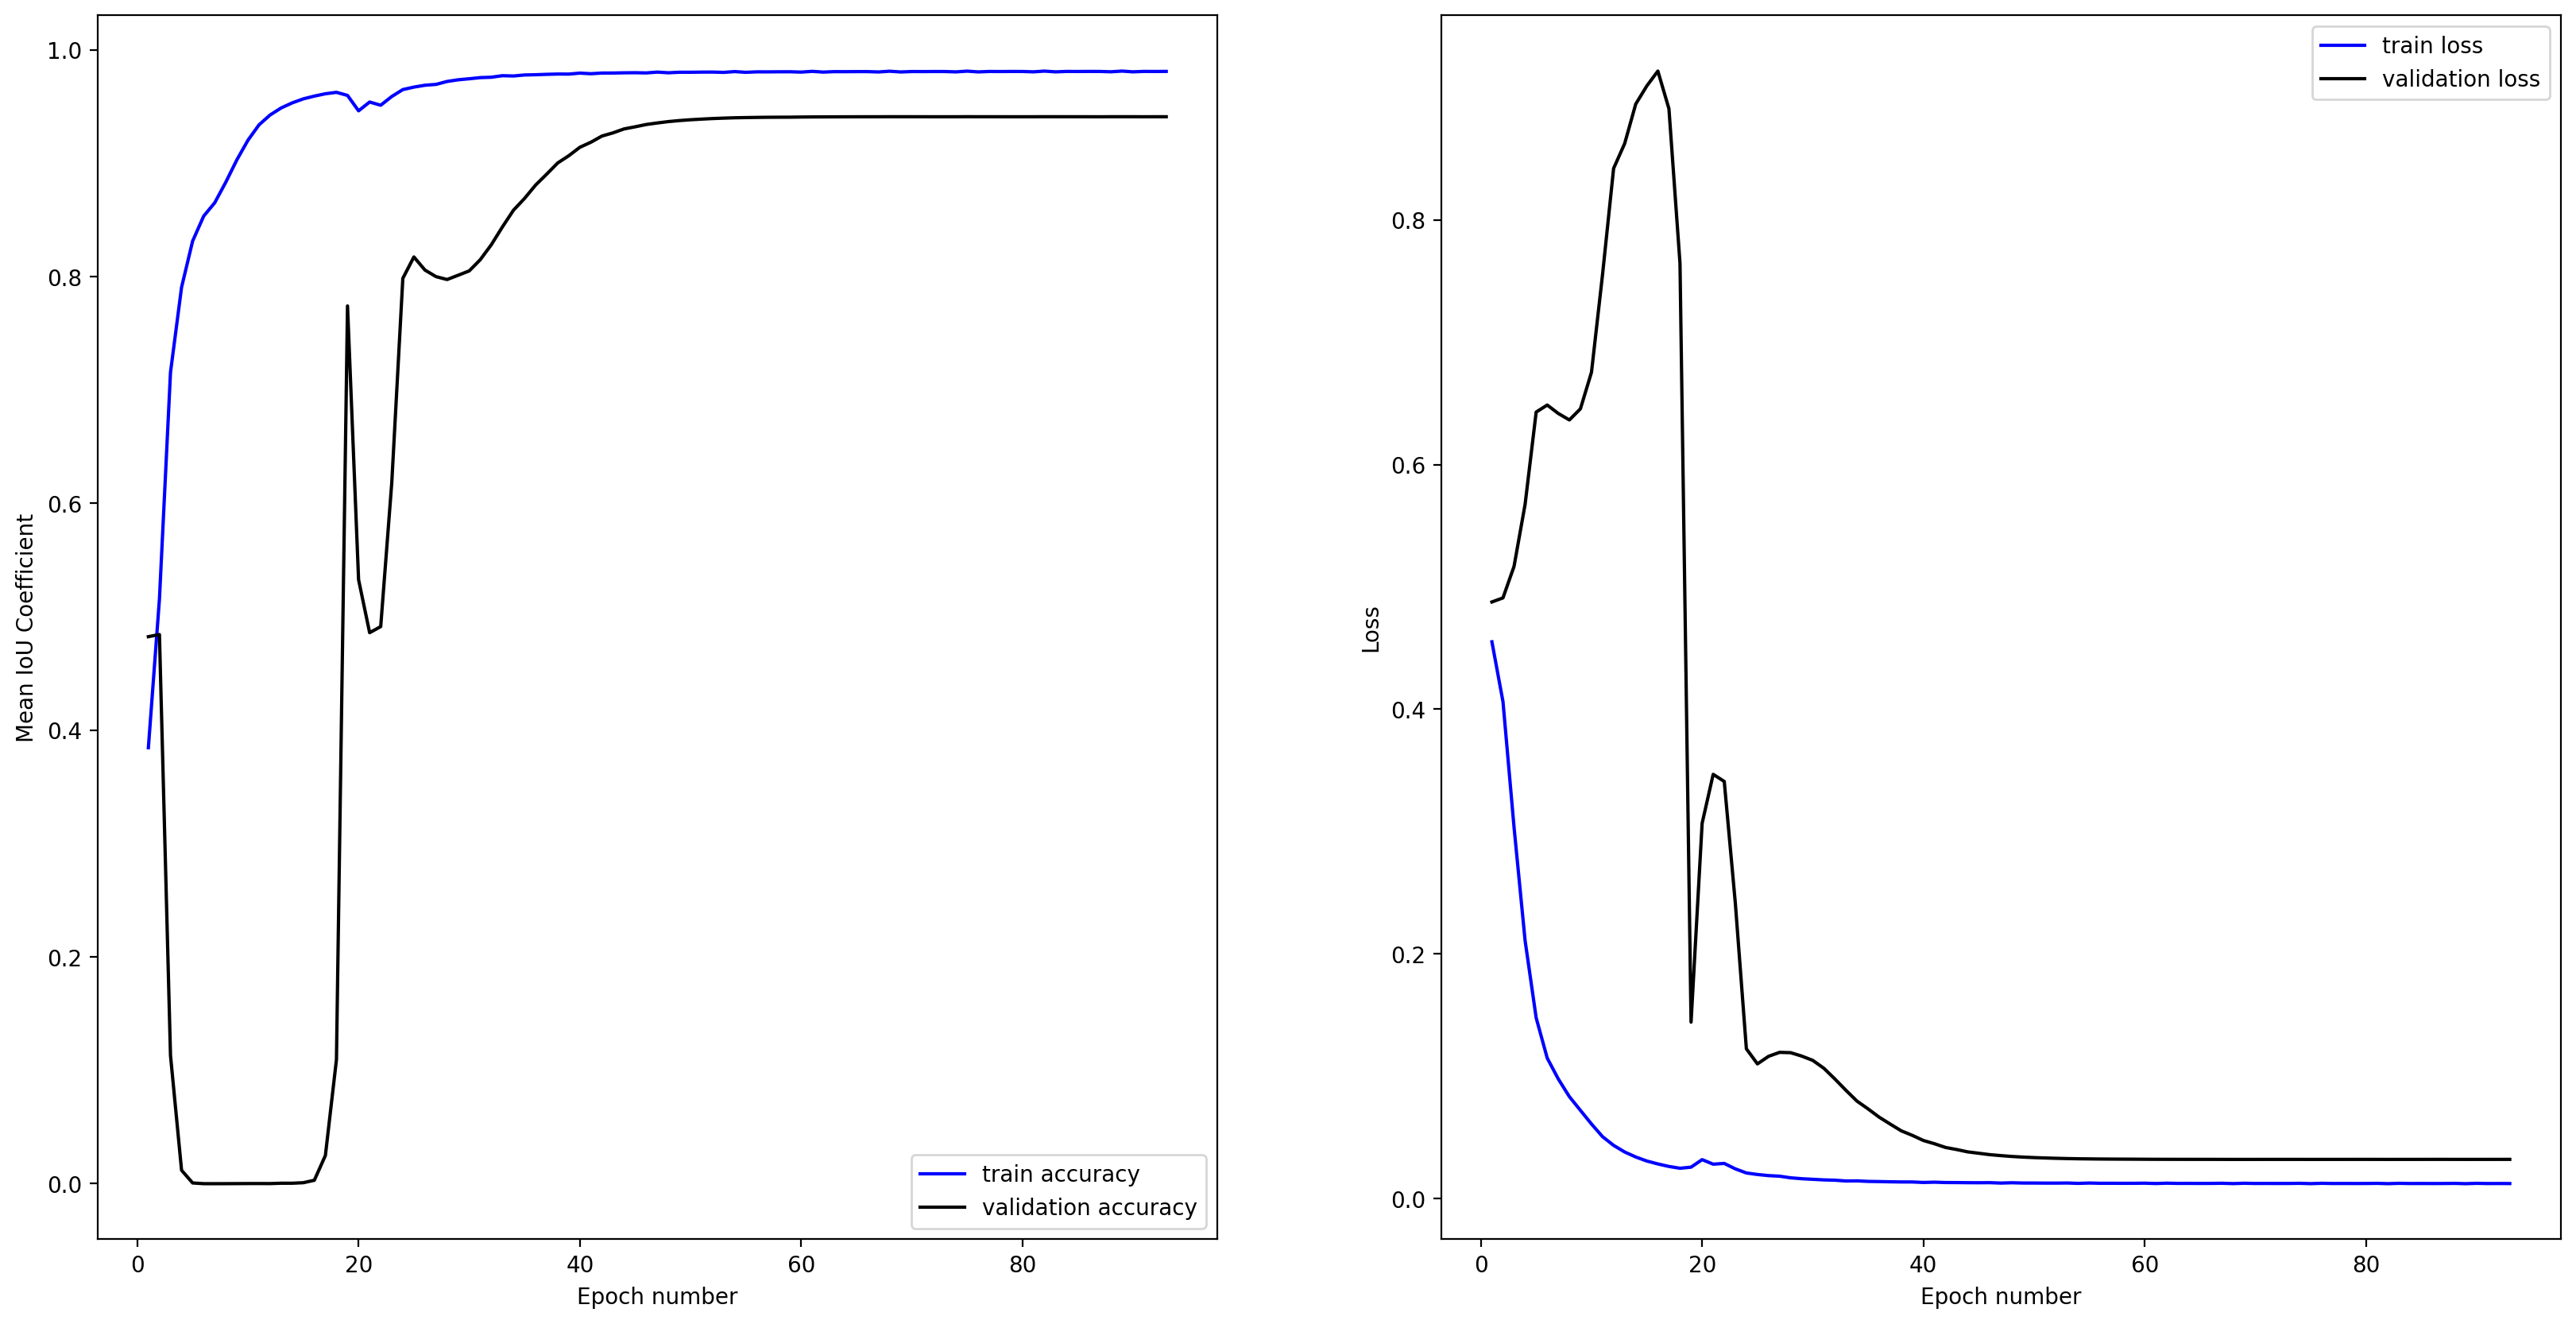 Mean IoU Coefficient
1.0
0.8
0.6
0.4
0.2
0.0
0 20 40 60 80
Epoch number
train accuracy
validation accuracy
Loss
0.8
0.6
0.4
0.2
0.0
0 20 40 60 80
Epoch number
train loss
validation loss